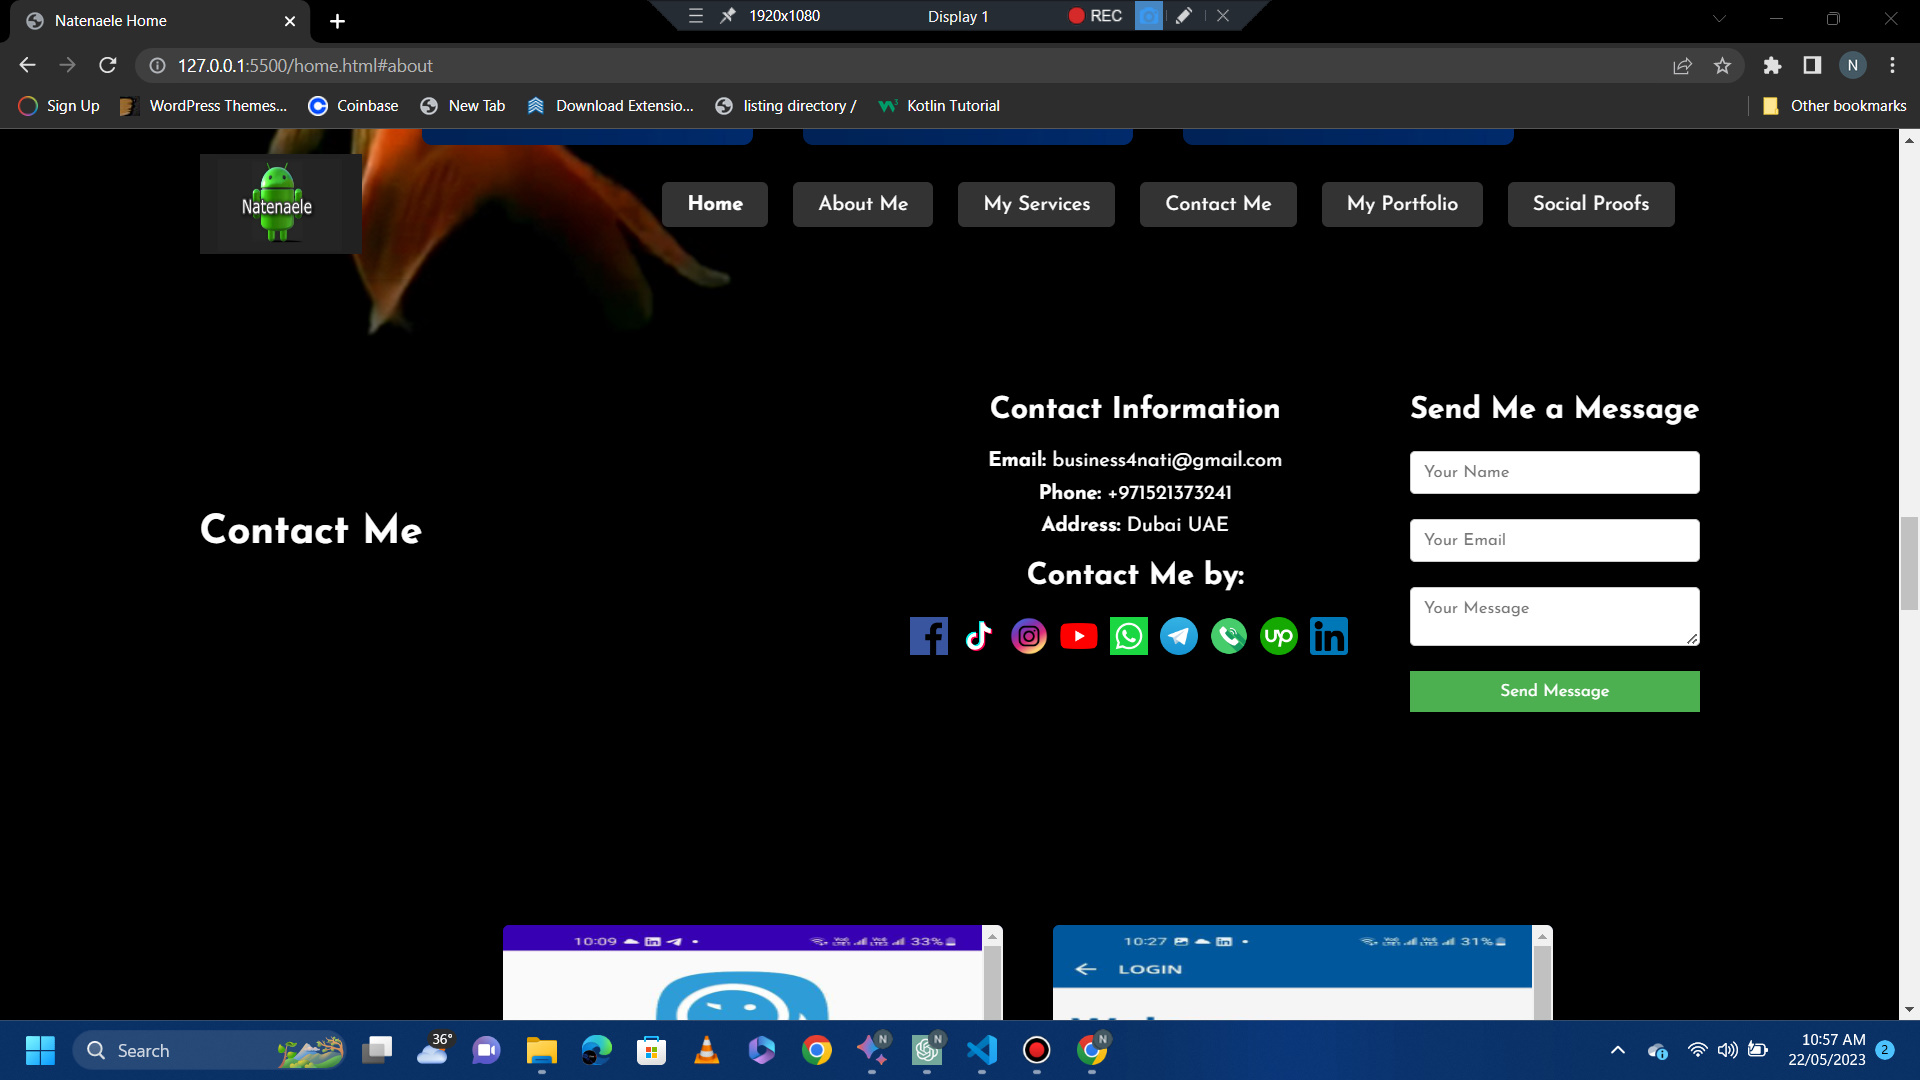 Natenaele Home
1920x1080
Display 1
REC
127.0.0.1:5500/home.html#about
N
Sign Up
WordPress Themes...
Coinbase
New Tab
Download Extensio...
listing directory /
Kotlin Tutorial
Other bookmarks
Natenaele
Home
About Me
My Services
Contact Me
My Portfolio
Social Proofs
Contact Me
Contact Information
Email: business4nati@gmail.com
Phone: +971521373241
Address: Dubai UAE
Contact Me by:
up
in
Send Me a Message
Your Name
Your Email
Your Message
Send Message
10:09
33%
10:27
31%
LOGIN
Search
36°
N
N
N
10:57 AM
22/05/2023
2